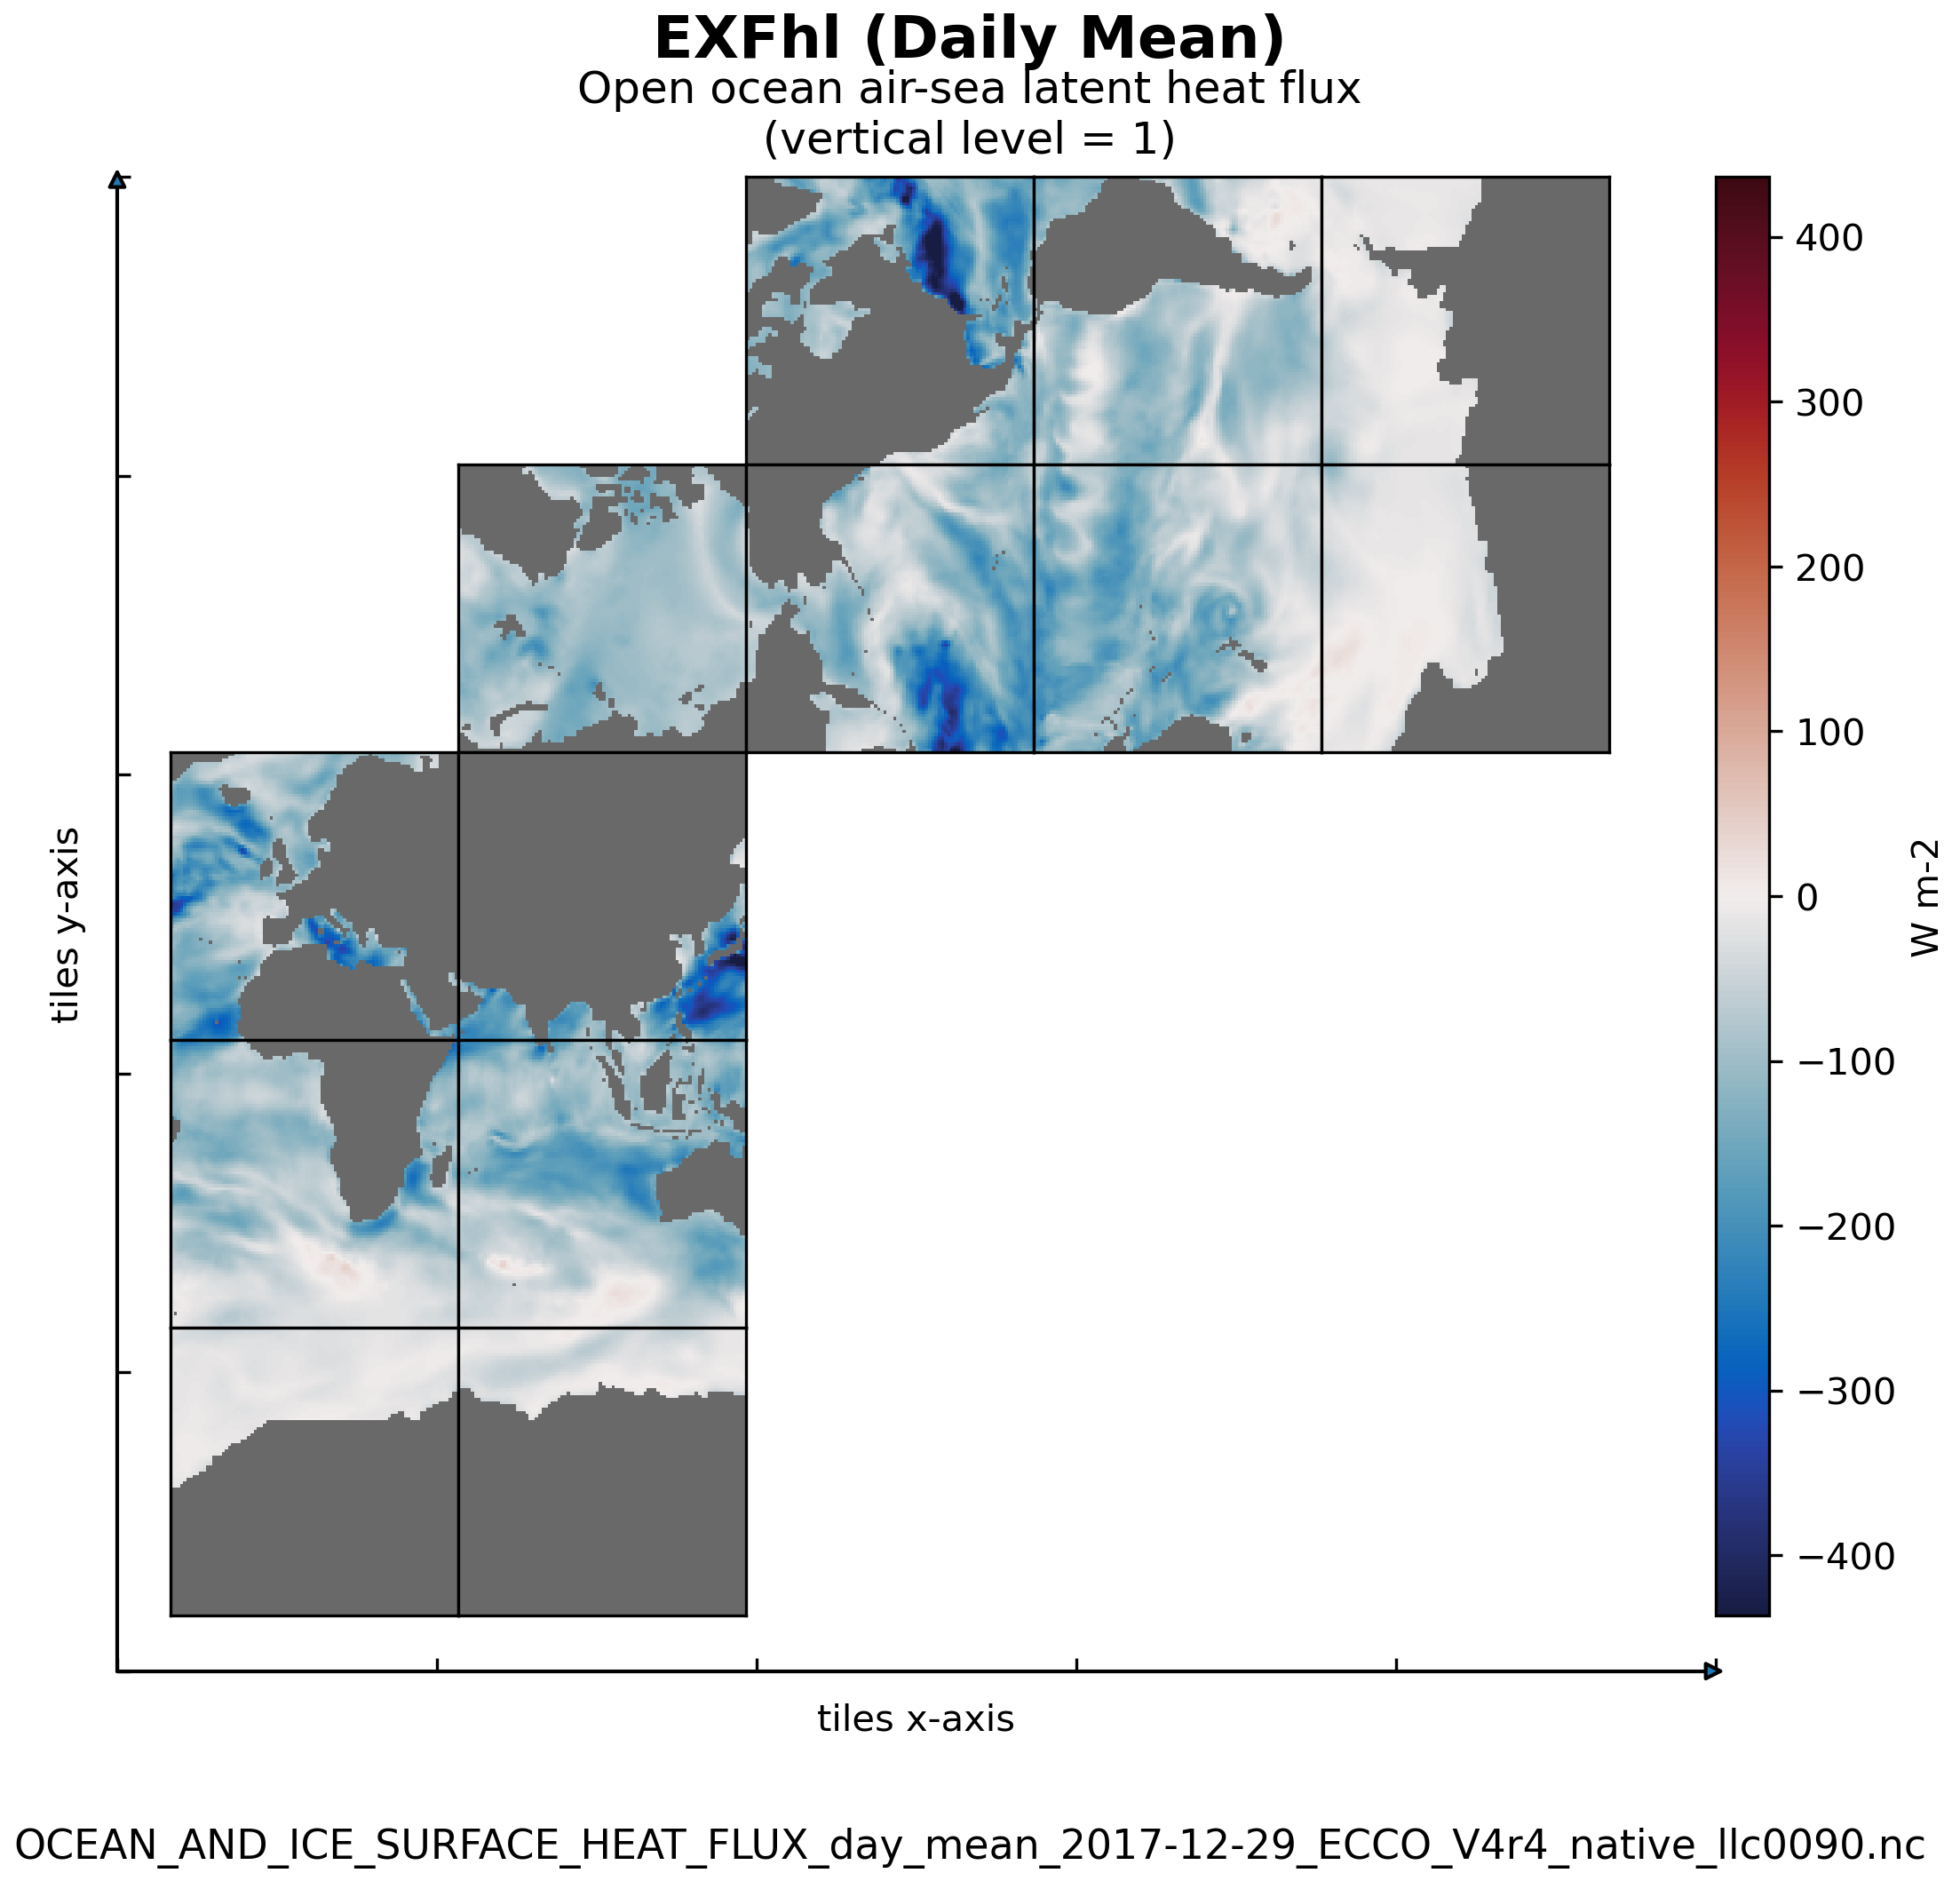 EXFhl (Daily Mean)
Open ocean air-sea latent heat flux
(vertical level = 1)
400
300
200
100
0
−100
−200
−300
−400
W m-2
tiles y-axis
tiles x-axis
OCEAN_AND_ICE_SURFACE_HEAT_FLUX_day_mean_2017-12-29_ECCO_V4r4_native_llc0090.nc